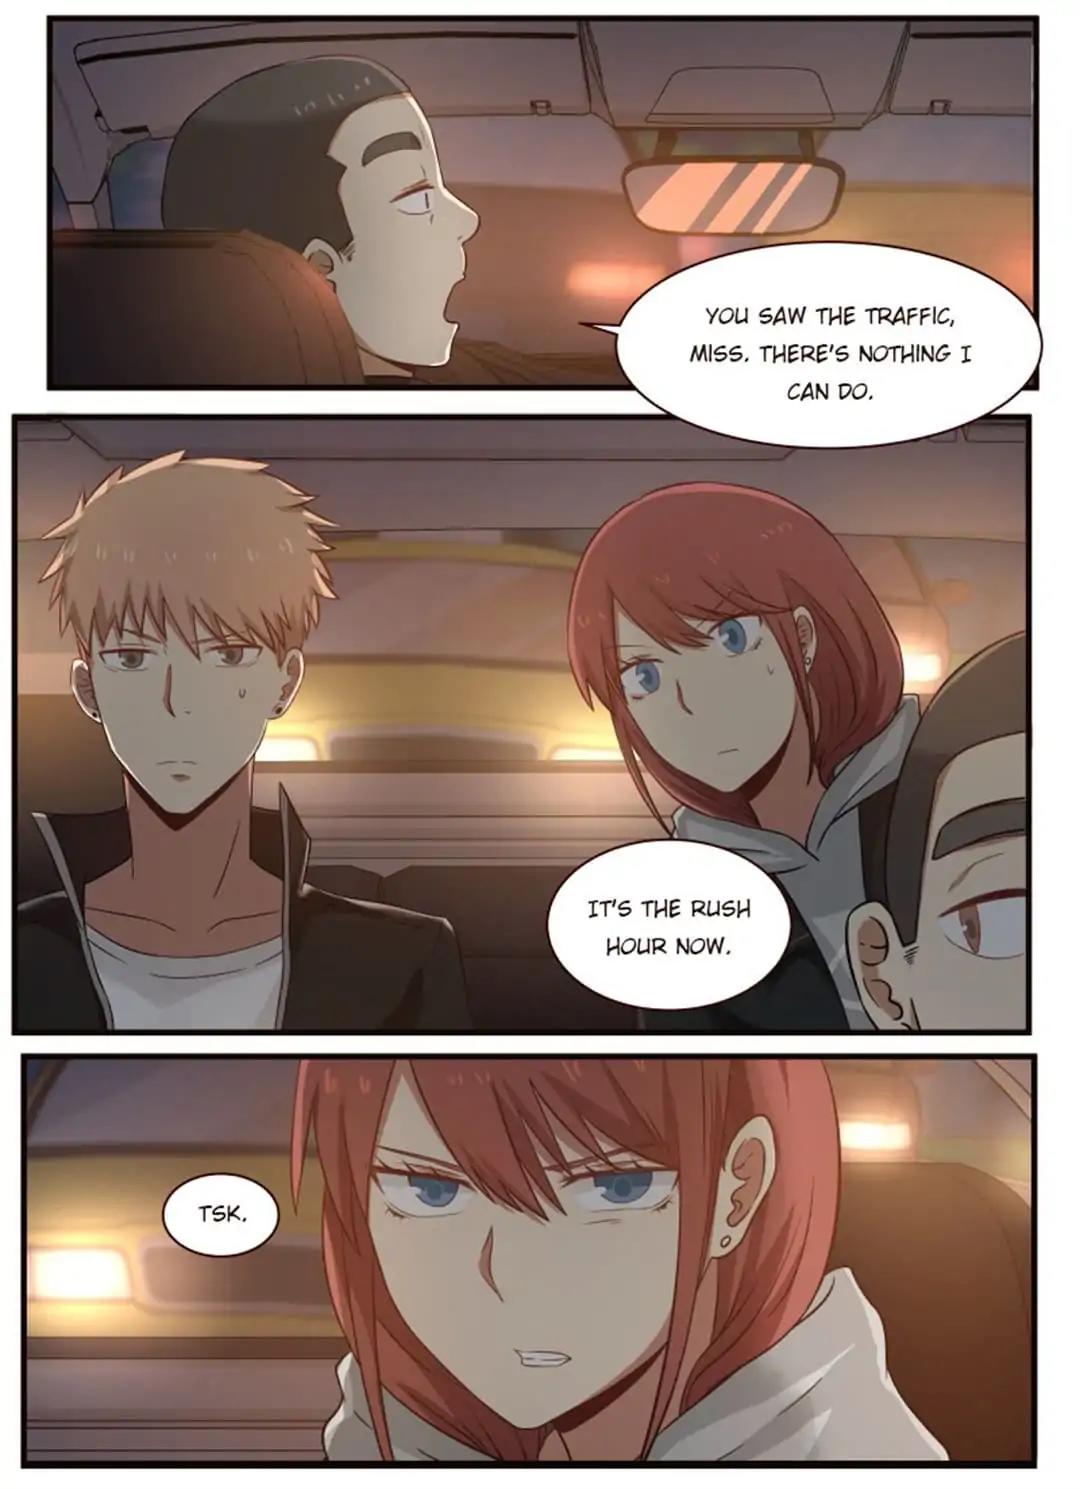 YOU SAW THE TRAFFIC,
MISS. THERE'S NOTHING I
CAN DO.
IT'S THE RUSH
HOUR NOW.
TSK.